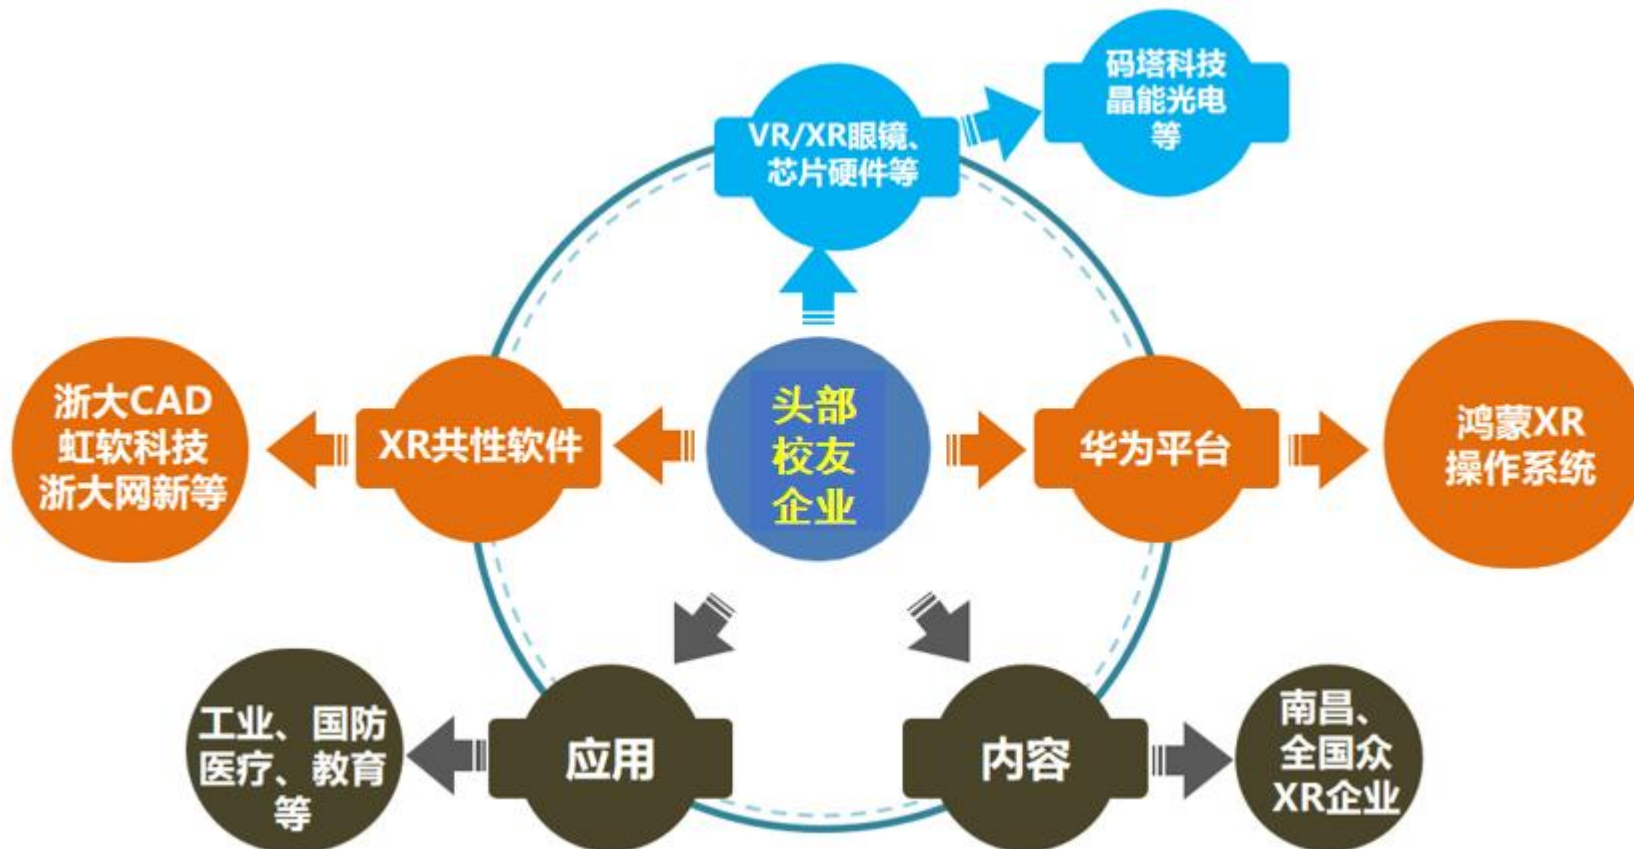 码塔科技
晶能光电
等
VR/XR眼镜、
芯片硬件等
浙大CAD
虹软科技
浙大网新等
XR共性软件
头部
校友
企业
华为平台
鸿蒙XR
操作系统
工业、国防
医疗、教育
等
应用
内容
南昌、
全国众
XR企业